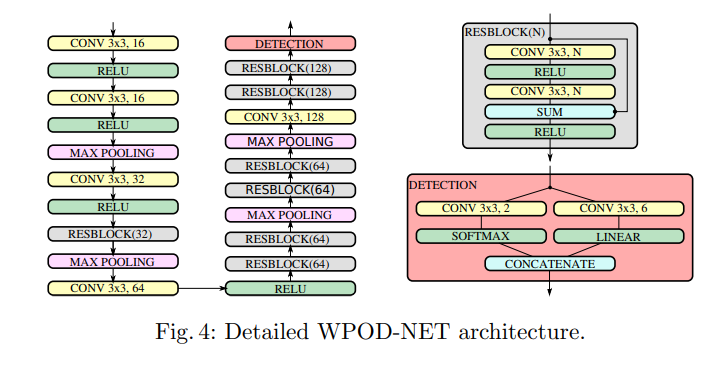 CONV 3x3, 16
RELU
CONV 3x3, 16
RELU
MAX POOLING
CONV 3x3, 32
RELU
RESBLOCK(32)
MAX POOLING
CONV 3x3, 64
DETECTION
RESBLOCK(128)
RESBLOCK(128)
CONV 3x3, 128
MAX POOLING
RESBLOCK(64)
RESBLOCK(64)
MAX POOLING
RESBLOCK(64)
RESBLOCK(64)
RELU
RESBLOCK(N)
CONV 3x3, N
RELU
CONV 3x3, N
SUM
RELU
DETECTION
CONV 3x3, 2
CONV 3x3, 6
SOFTMAX
LINEAR
CONCATENATE
Fig. 4: Detailed WPOD-NET architecture.